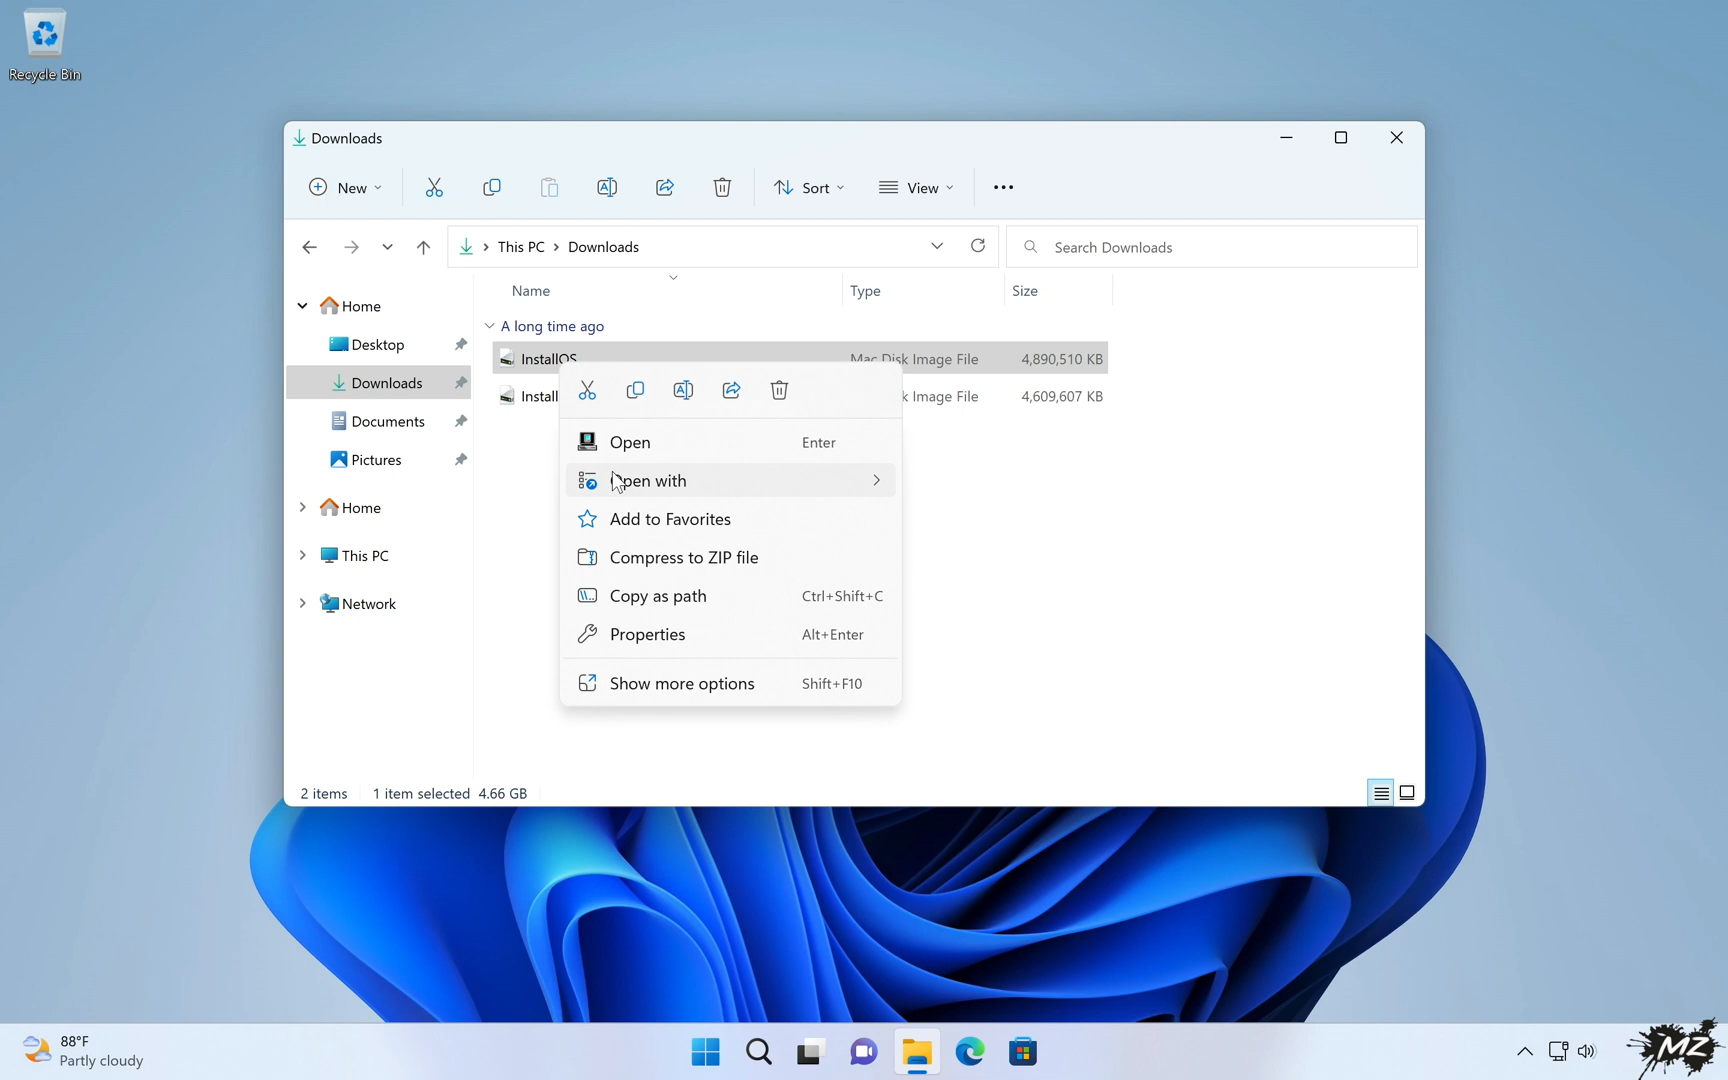 Recycle Bin
Downloads
New
Sort
View
This PC
Downloads
Search Downloads
Name
Type
Size
Home
Desktop
Downloads
Documents
Pictures
Home
This PC
Network
A long time ago
InstallOS
Mac Disk Image File
4,890,510 KB
Install
k Image File
4,609,607 KB
Open
Enter
Open with
Add to Favorites
Compress to ZIP file
Copy as path
Ctrl+Shift+C
Properties
Alt+Enter
Show more options
Shift+F10
2 items
1 item selected 4.66 GB
88°F
Partly cloudy
MZ